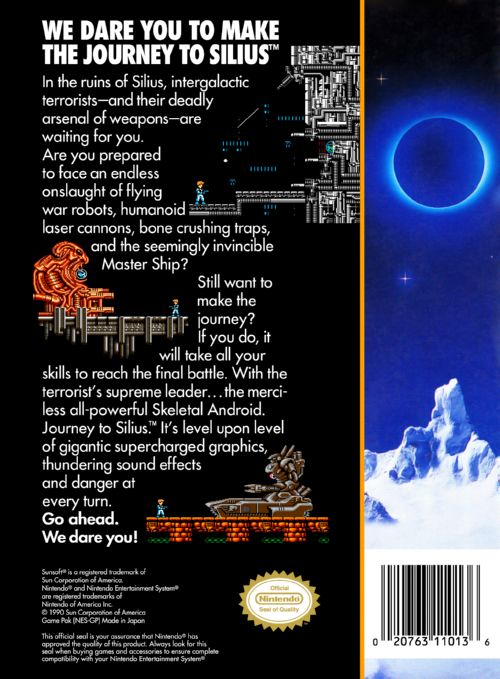 WE DARE YOU TO MAKE
THE JOURNEY TO SILIUS™
In the ruins of Silius, intergalactic
terrorists—and their deadly
arsenal of weapons—are
waiting for you.
Are you prepared
to face an endless
onslaught of flying
war robots, humanoid
laser cannons, bone crushing traps,
and the seemingly invincible
Master Ship?
Still want to
make the
journey?
If you do, it
will take all your
skills to reach the final battle. With the
terrorist's supreme leader...the merci-
less all-powerful Skeletal Android.
Journey to Silius.™ It's level upon level
of gigantic supercharged graphics,
thundering sound effects
and danger at
every turn.
Go ahead.
We dare you!
Sunsoft® is a registered trademark of
Sun Corporation of America.
Nintendo® and Nintendo Entertainment System®
are registered trademarks of
Nintendo of America Inc.
© 1990 Sun Corporation of America
Game Pak (NES-GP) Made in Japan
This official seal is your assurance that Nintendo® has
approved the quality of this product. Always look for this
seal when buying games and accessories to ensure complete
compatibility with your Nintendo Entertainment System®
Official
Nintendo
Seal of Quality
0 20763 11013 6